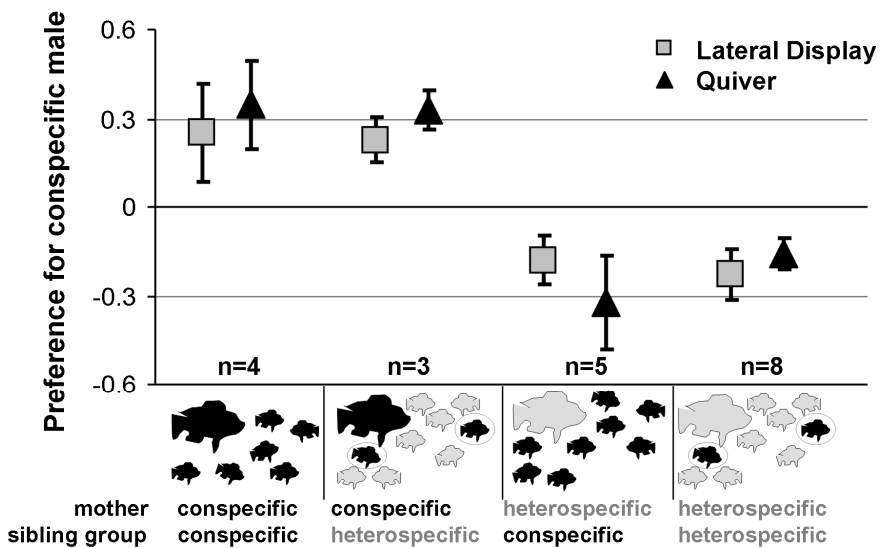 Preference for conspecific male
0.6
0.3
0
-0.3
-0.6
Lateral Display
Quiver
n=4 n=3 n=5 n=8
mother conspecific conspecific heterospecific heterospecific
sibling group conspecific heterospecific conspecific heterospecific